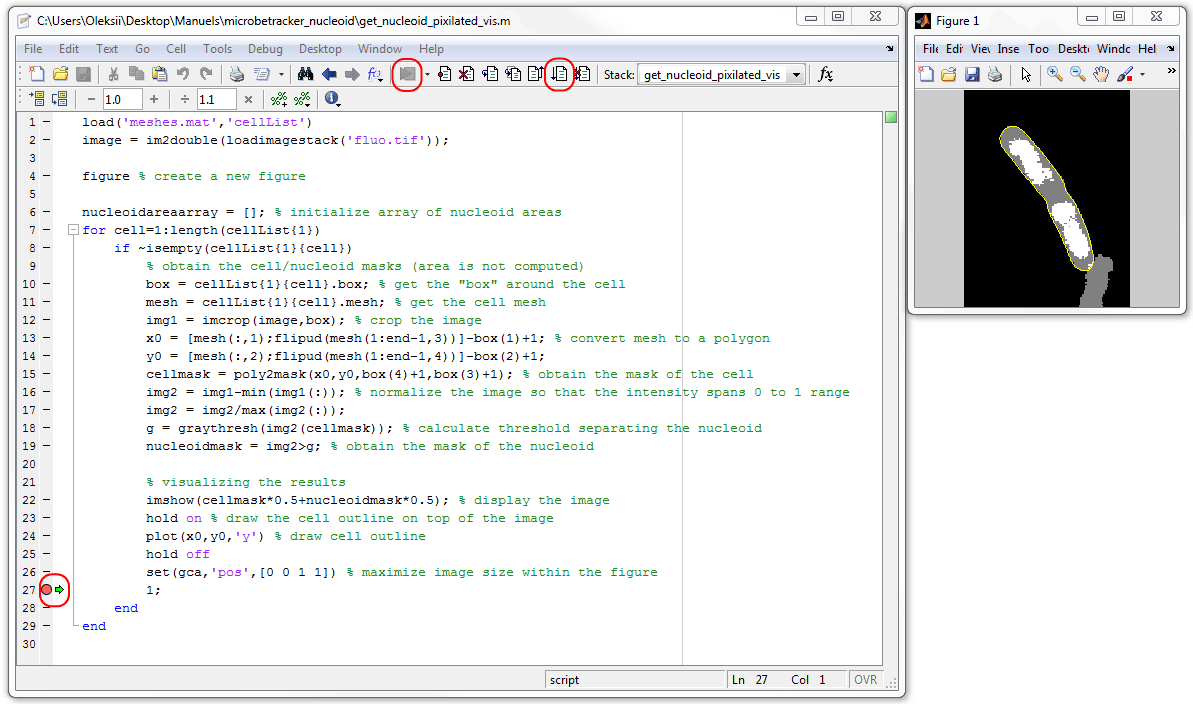 C:\Users\Oleksii\Desktop\Manuels\microbetracker_nucleoid\get_nucleoid_pixilated_vis.m
File Edit Text Go Cell Tools Debug Desktop Window Help
Stack: get_nucleoid_pixilated_vis fx
− 1.0 + ÷ 1.1 ×
1 load('meshes.mat','cellList')
2 image = im2double(loadimagestack('fluo.tif'));
3
4 figure % create a new figure
5
6 nucleoidareaarray = []; % initialize array of nucleoid areas
7 for cell=1:length(cellList{1})
8 if ~isempty(cellList{1}{cell})
9 % obtain the cell/nucleoid masks (area is not computed)
10 box = cellList{1}{cell}.box; % get the "box" around the cell
11 mesh = cellList{1}{cell}.mesh; % get the cell mesh
12 img1 = imcrop(image,box); % crop the image
13 x0 = [mesh(:,1);flipud(mesh(1:end-1,3))]-box(1)+1; % convert mesh to a polygon
14 y0 = [mesh(:,2);flipud(mesh(1:end-1,4))]-box(2)+1;
15 cellmask = poly2mask(x0,y0,box(4)+1,box(3)+1); % obtain the mask of the cell
16 img2 = img1-min(img1(:)); % normalize the image so that the intensity spans 0 to 1 range
17 img2 = img2/max(img2(:));
18 g = graythresh(img2(cellmask)); % calculate threshold separating the nucleoid
19 nucleoidmask = img2>g; % obtain the mask of the nucleoid
20
21 % visualizing the results
22 imshow(cellmask*0.5+nucleoidmask*0.5); % display the image
23 hold on % draw the cell outline on top of the image
24 plot(x0,y0,'y') % draw cell outline
25 hold off
26 set(gca,'pos',[0 0 1 1]) % maximize image size within the figure
27 1;
28 end
29 end
30
script Ln 27 Col 1 OVR
Figure 1
File Edit View Inse Too Deskt Windc Hel